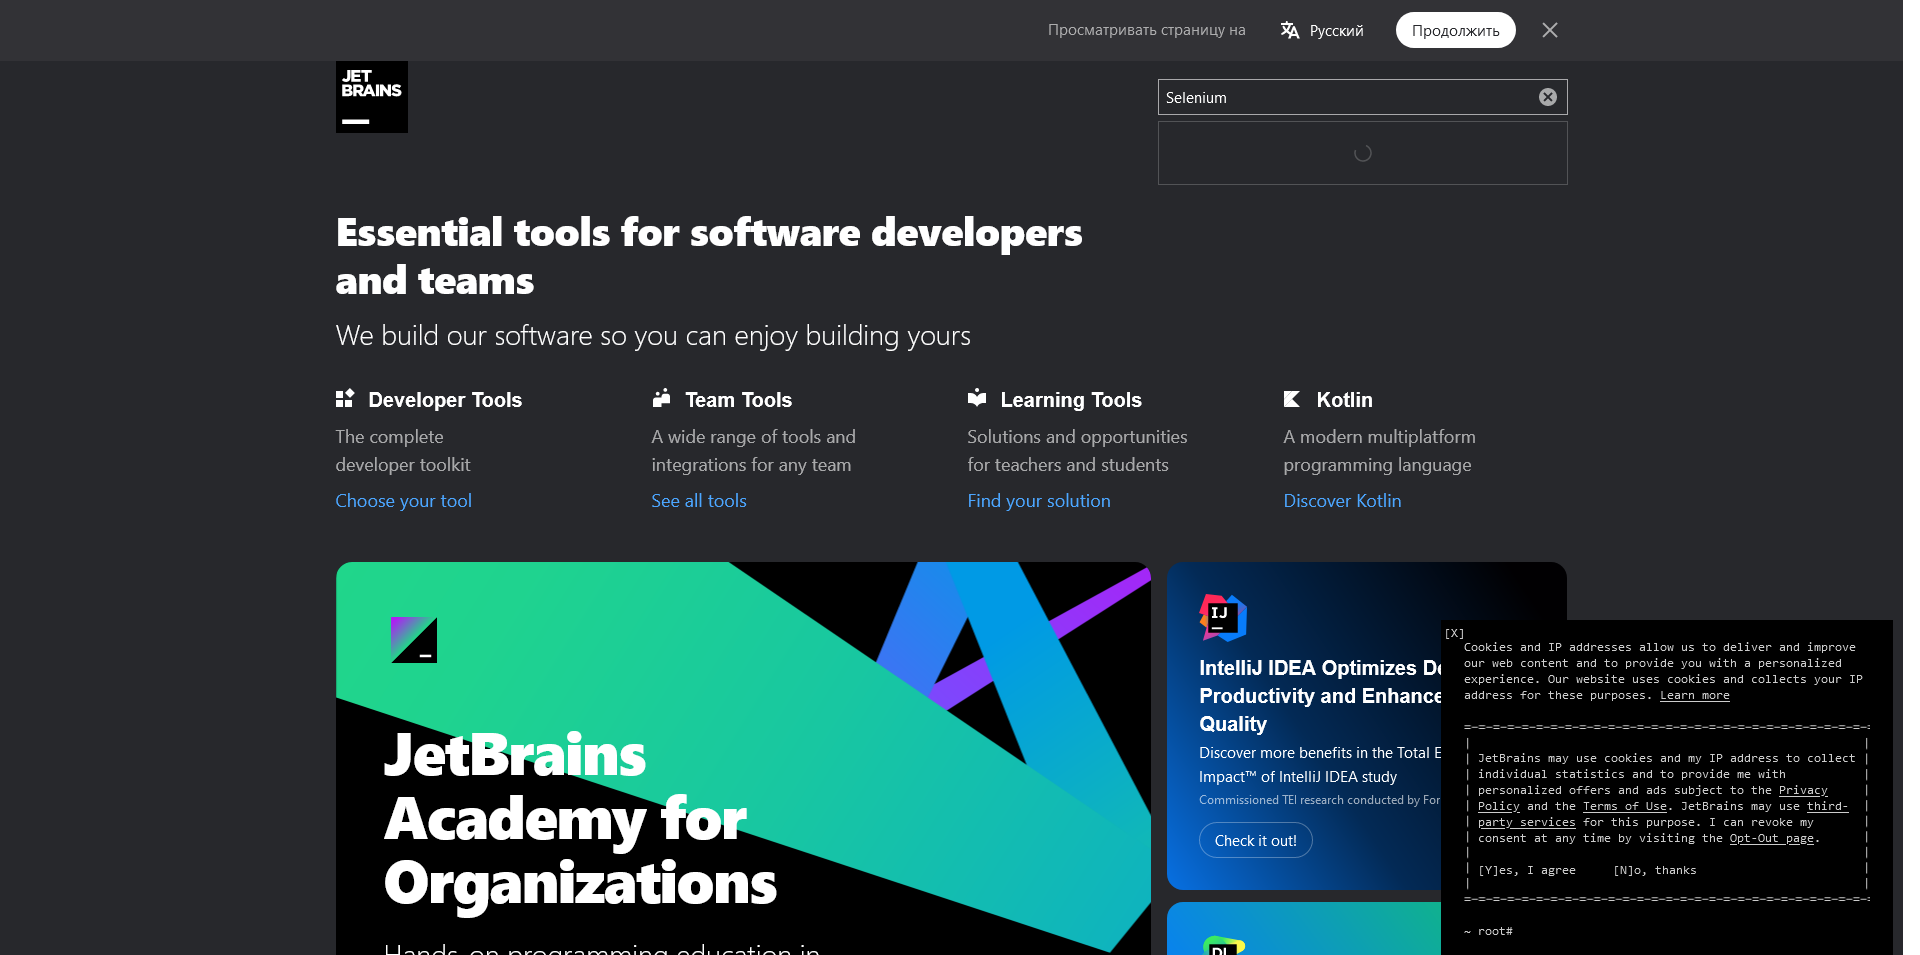 Просматривать страницу на
Русский
Продолжить
JET
BRAINS
Selenium
Essential tools for software developers
and teams
We build our software so you can enjoy building yours
Developer Tools
The complete
developer toolkit
Choose your tool
Team Tools
A wide range of tools and
integrations for any team
See all tools
Learning Tools
Solutions and opportunities
for teachers and students
Find your solution
Kotlin
A modern multiplatform
programming language
Discover Kotlin
JetBrains
Academy for
Organizations
Hands-on programming education in
IJ
IntelliJ IDEA Optimizes De
Productivity and Enhance
Quality
Discover more benefits in the Total E
Impact™ of IntelliJ IDEA study
Commissioned TEI research conducted by For
Check it out!
[X]
Cookies and IP addresses allow us to deliver and improve
our web content and to provide you with a personalized
experience. Our website uses cookies and collects your IP
address for these purposes. Learn more
JetBrains may use cookies and my IP address to collect
individual statistics and to provide me with
personalized offers and ads subject to the Privacy
Policy and the Terms of Use. JetBrains may use third-
party services for this purpose. I can revoke my
consent at any time by visiting the Opt-Out page.
[Y]es, I agree [N]o, thanks
~ root#